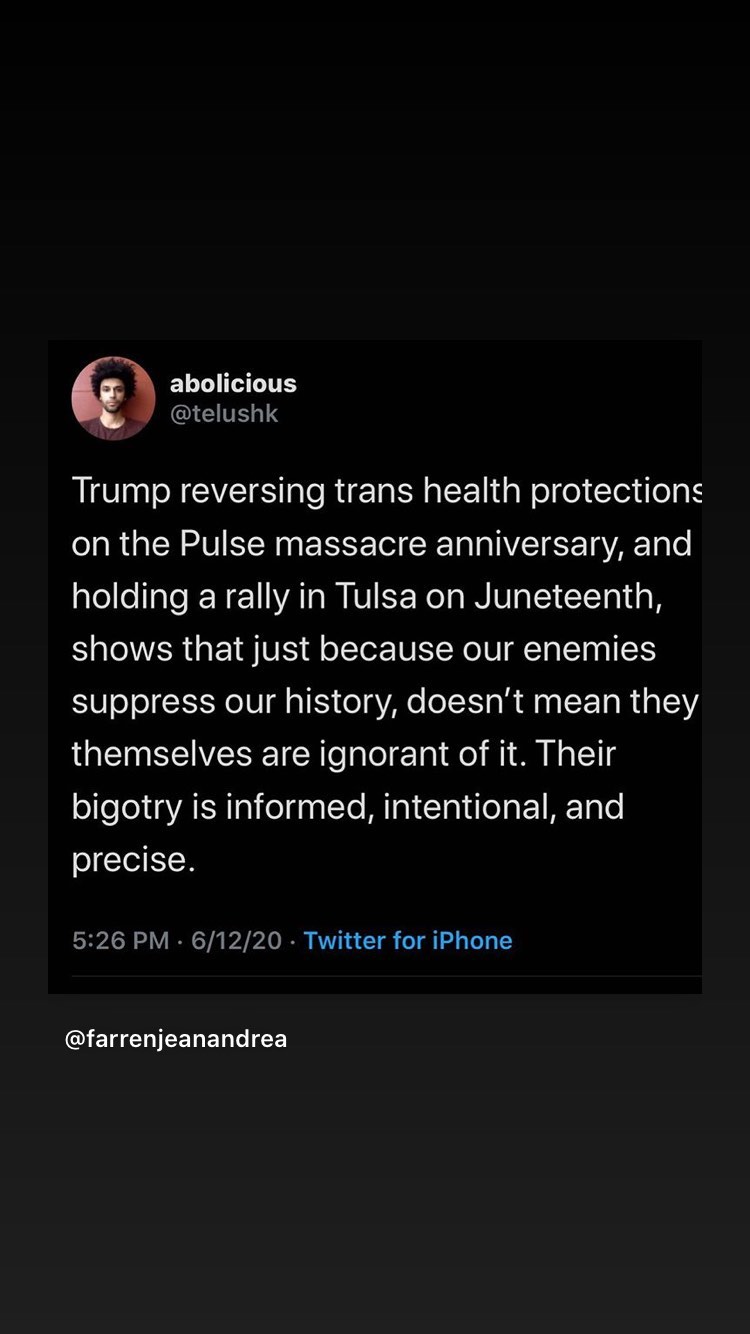 abolicious
@telushk
Trump reversing trans health protections
on the Pulse massacre anniversary, and
holding a rally in Tulsa on Juneteenth,
shows that just because our enemies
suppress our history, doesn’t mean they
themselves are ignorant of it. Their
bigotry is informed, intentional, and
precise.
5:26 PM · 6/12/20 · Twitter for iPhone
@farrenjeanandrea